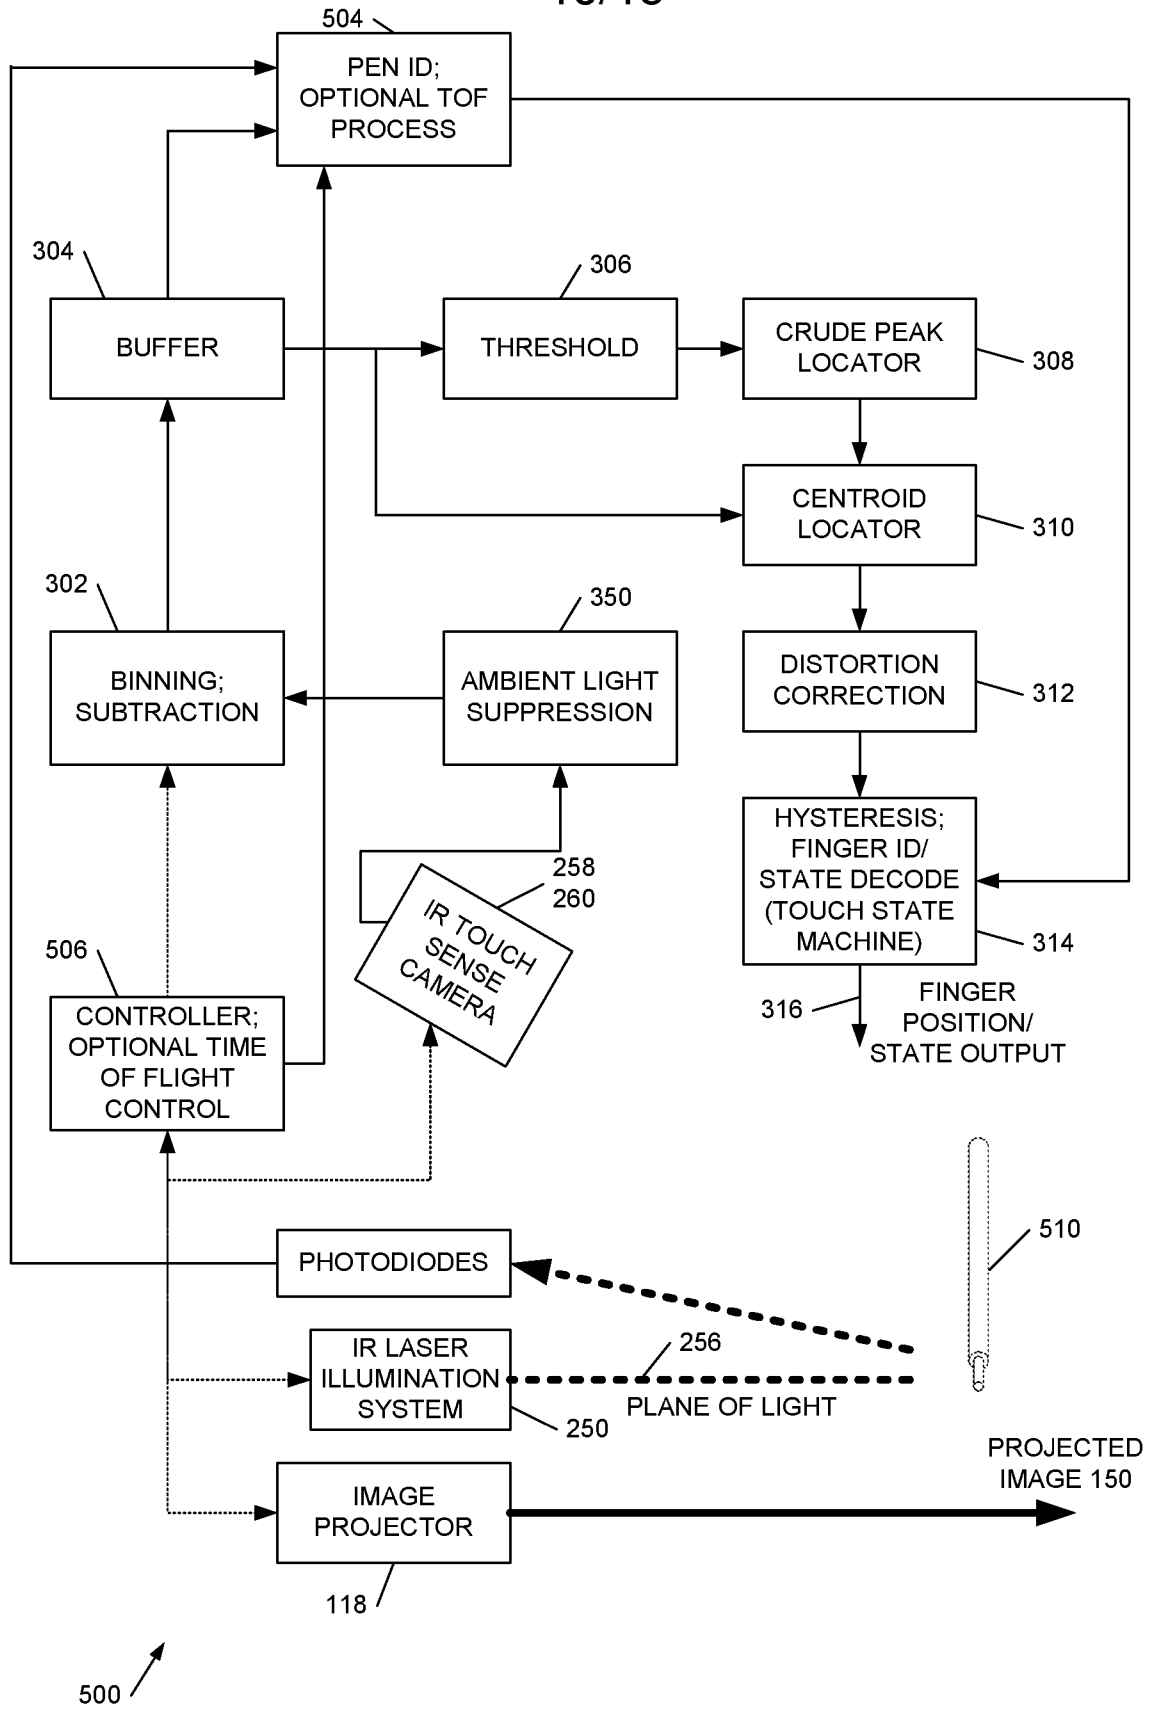 504
PEN ID;
OPTIONAL TOF
PROCESS
304
BUFFER
306
THRESHOLD
CRUDE PEAK
LOCATOR
308
CENTROID
LOCATOR
310
302
BINNING;
SUBTRACTION
350
AMBIENT LIGHT
SUPPRESSION
DISTORTION
CORRECTION
312
HYSTERESIS;
FINGER ID/
STATE DECODE
(TOUCH STATE
MACHINE)
314
258
260
IR TOUCH
SENSE
CAMERA
506
CONTROLLER;
OPTIONAL TIME
OF FLIGHT
CONTROL
316
FINGER
POSITION/
STATE OUTPUT
510
PHOTODIODES
IR LASER
ILLUMINATION
SYSTEM
250
256
PLANE OF LIGHT
PROJECTED
IMAGE 150
IMAGE
PROJECTOR
118
500